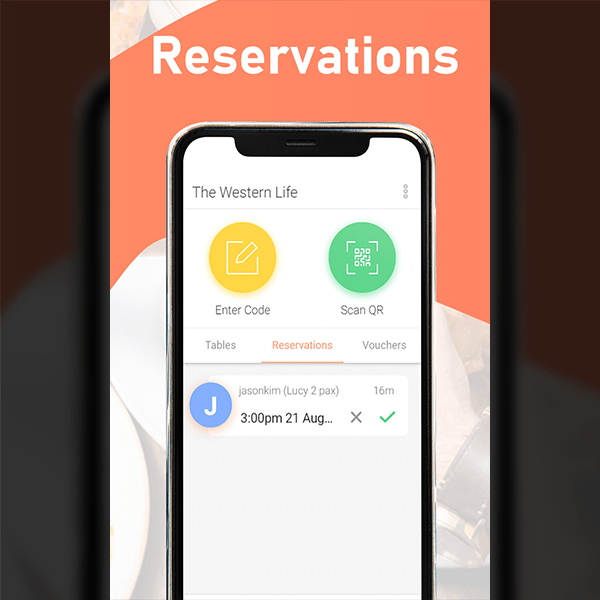 Reservations
The Western Life
Enter Code
Scan QR
Tables Reservations Vouchers
jasonkim (Lucy 2 pax) 16m
J
3:00pm 21 Aug...